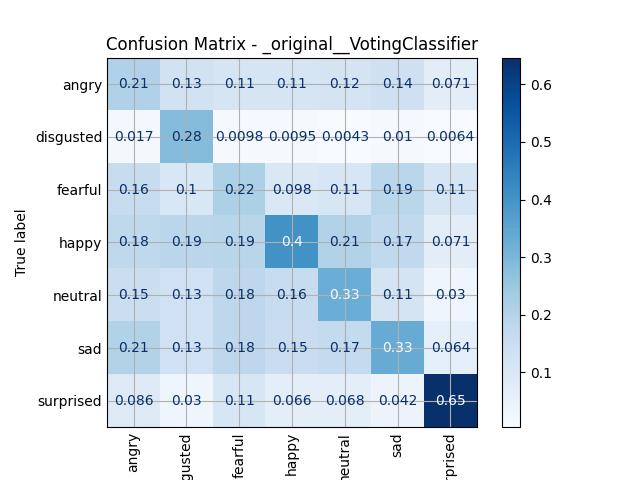 Confusion Matrix - _original__VotingClassifier
angry 0.21 0.13 0.11 0.11 0.12 0.14 0.071
disgusted 0.017 0.28 0.0098 0.0095 0.0043 0.01 0.0064
fearful 0.16 0.1 0.22 0.098 0.11 0.19 0.11
happy 0.18 0.19 0.19 0.4 0.21 0.17 0.071
neutral 0.15 0.13 0.18 0.16 0.33 0.11 0.03
sad 0.21 0.13 0.18 0.15 0.17 0.33 0.064
surprised 0.086 0.03 0.11 0.066 0.068 0.042 0.65
True label
angry
gusted
fearful
happy
eutral
sad
prised
0.6
0.5
0.4
0.3
0.2
0.1